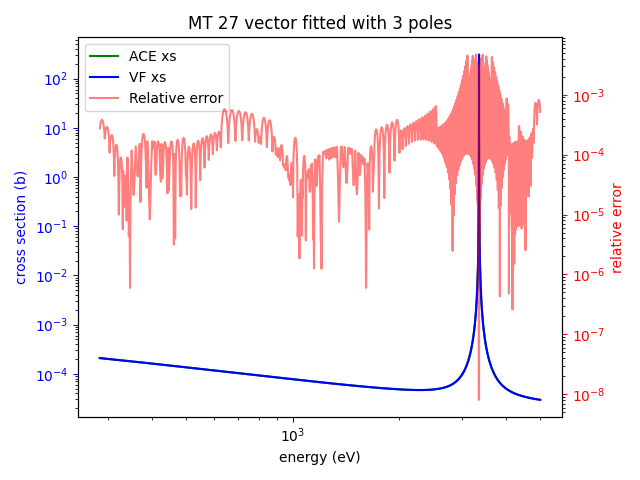 MT 27 vector fitted with 3 poles
ACE xs
VF xs
Relative error
cross section (b)
10²
10¹
10⁰
10⁻¹
10⁻²
10⁻³
10⁻⁴
10⁻³
10⁻⁴
10⁻⁵
10⁻⁶
10⁻⁷
10⁻⁸
relative error
10³
energy (eV)